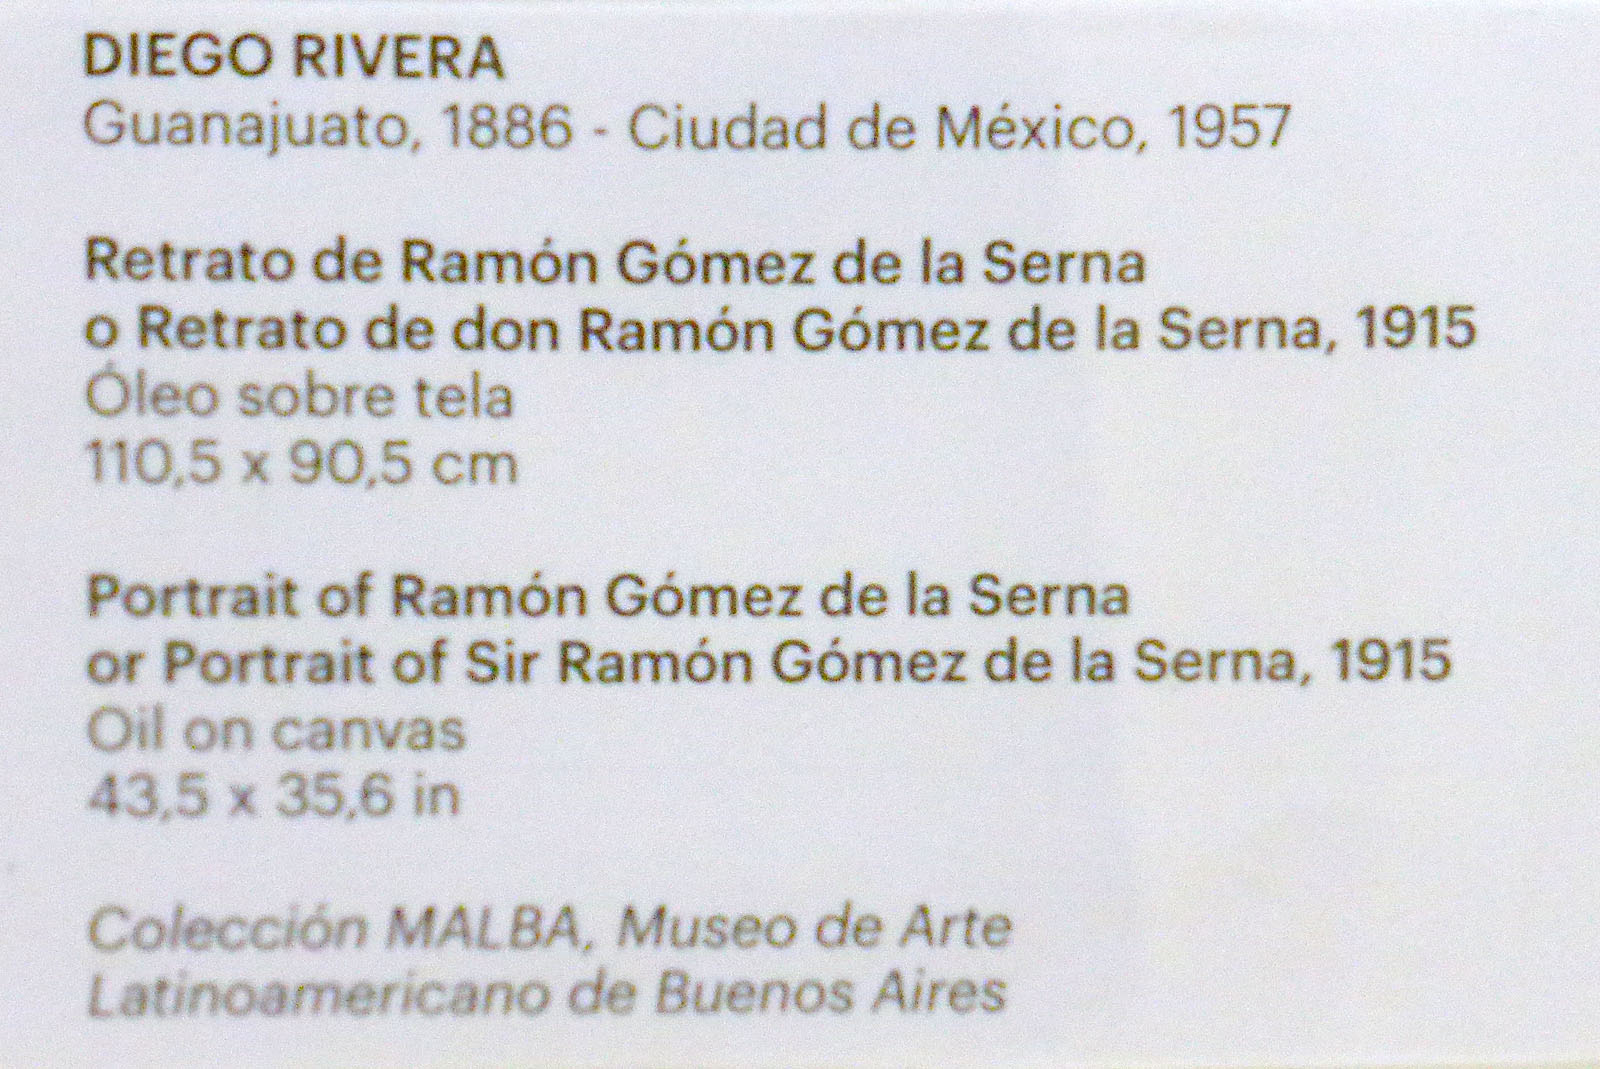 DIEGO RIVERA
Guanajuato, 1886 - Ciudad de México, 1957
Retrato de Ramón Gómez de la Serna
o Retrato de don Ramón Gómez de la Serna, 1915
Óleo sobre tela
110,5 x 90,5 cm
Portrait of Ramón Gómez de la Serna
or Portrait of Sir Ramón Gómez de la Serna, 1915
Oil on canvas
43,5 x 35,6 in
Colección MALBA, Museo de Arte
Latinoamericano de Buenos Aires